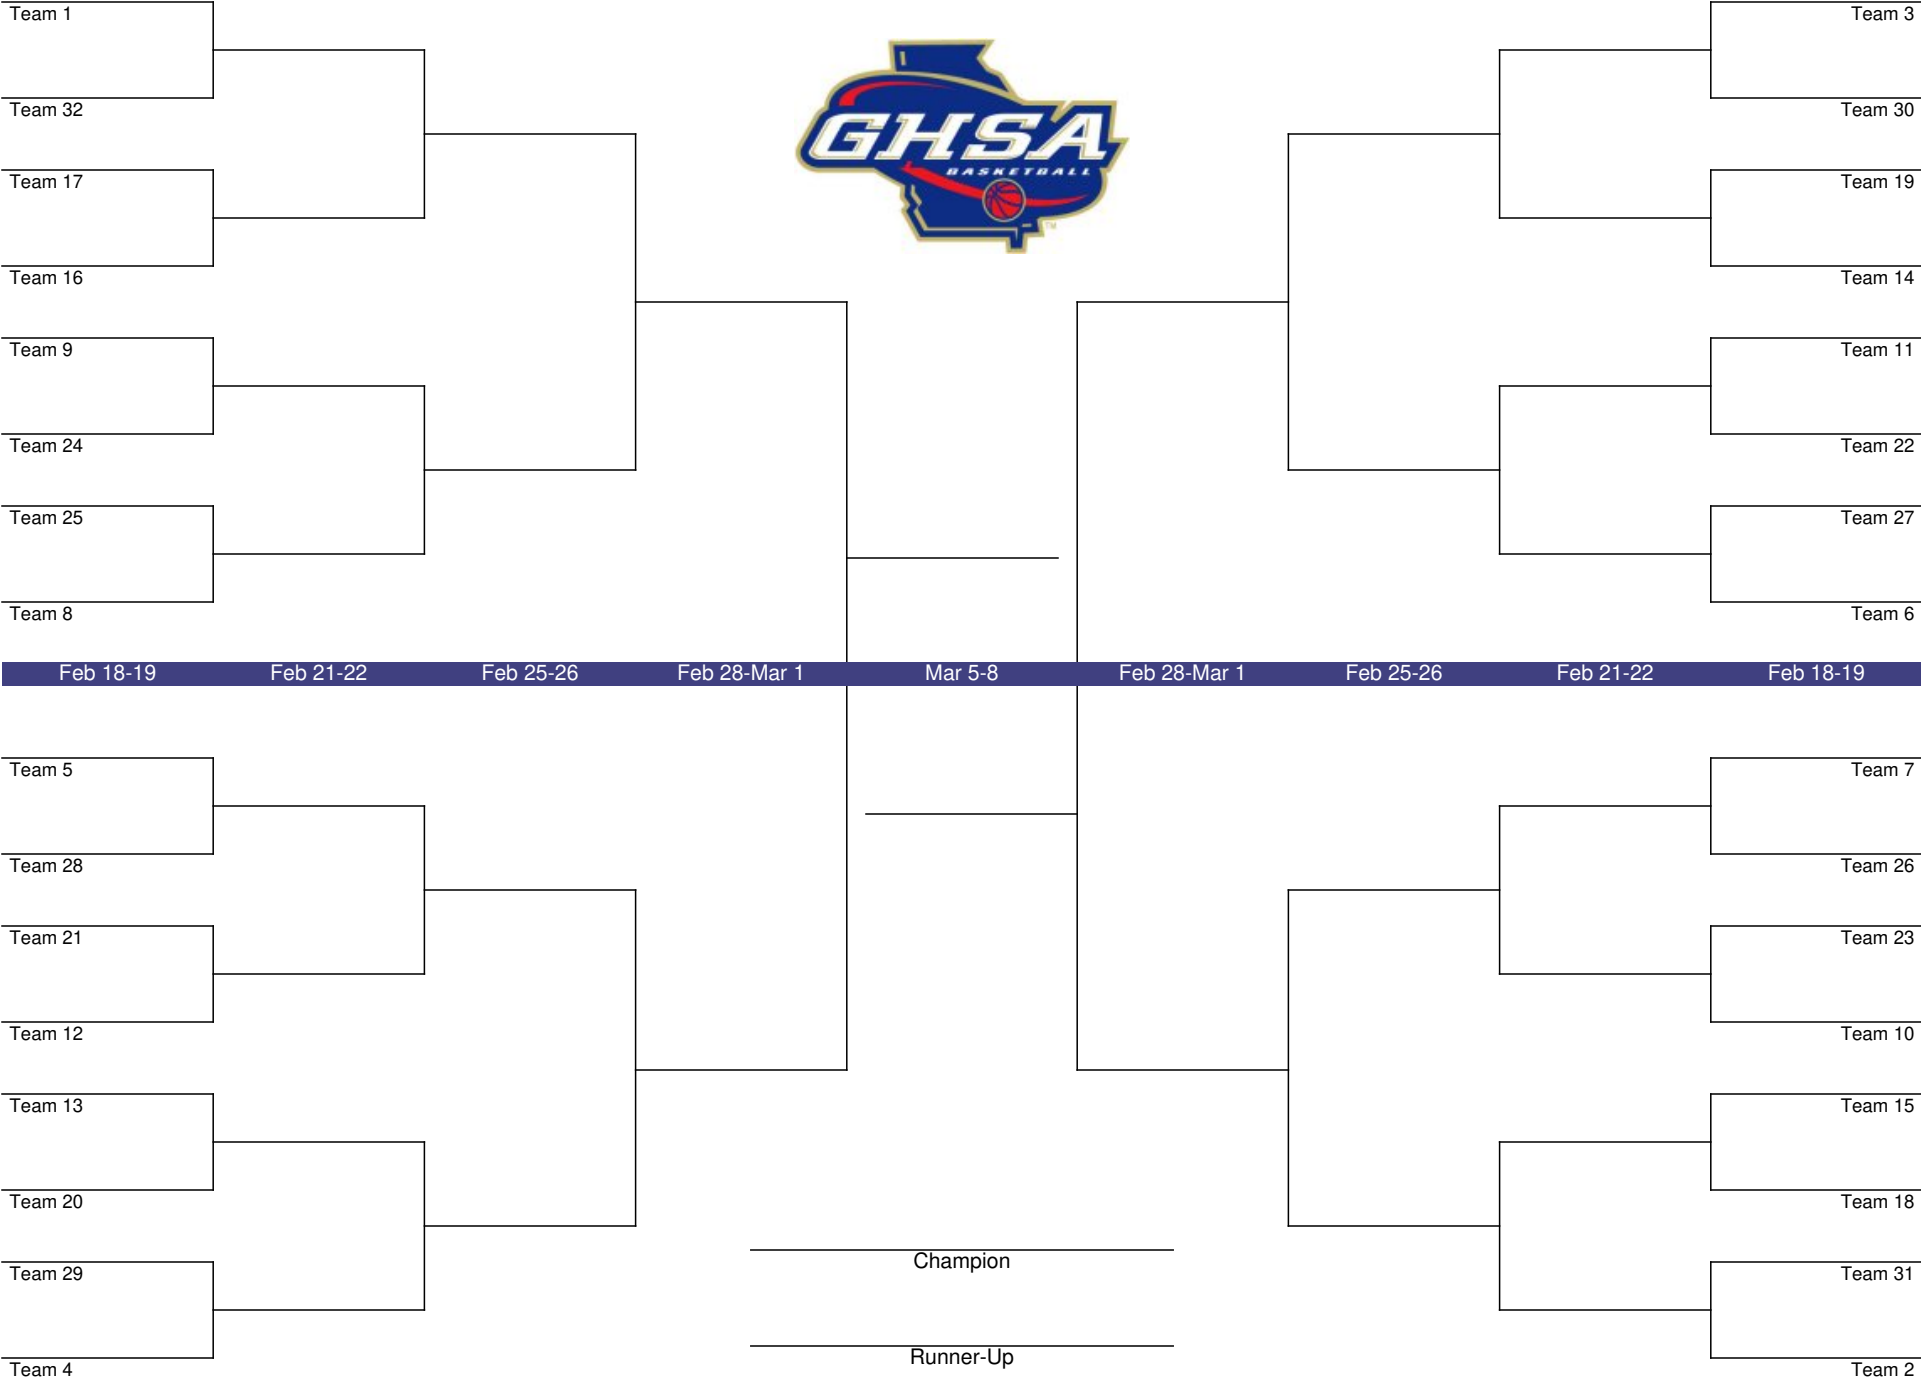 Team 1
Team 3
Team 32
Team 30
Team 17
Team 19
Team 16
Team 14
Team 9
Team 11
Team 24
Team 22
Team 25
Team 27
Team 8
Team 6
GHSA
BASKETBALL
TM
Feb 18-19 Feb 21-22 Feb 25-26 Feb 28-Mar 1 Mar 5-8 Feb 28-Mar 1 Feb 25-26 Feb 21-22 Feb 18-19
Team 5
Team 7
Team 28
Team 26
Team 21
Team 23
Team 12
Team 10
Team 13
Team 15
Team 20
Team 18
Team 29
Team 31
Team 4
Team 2
Champion
Runner-Up